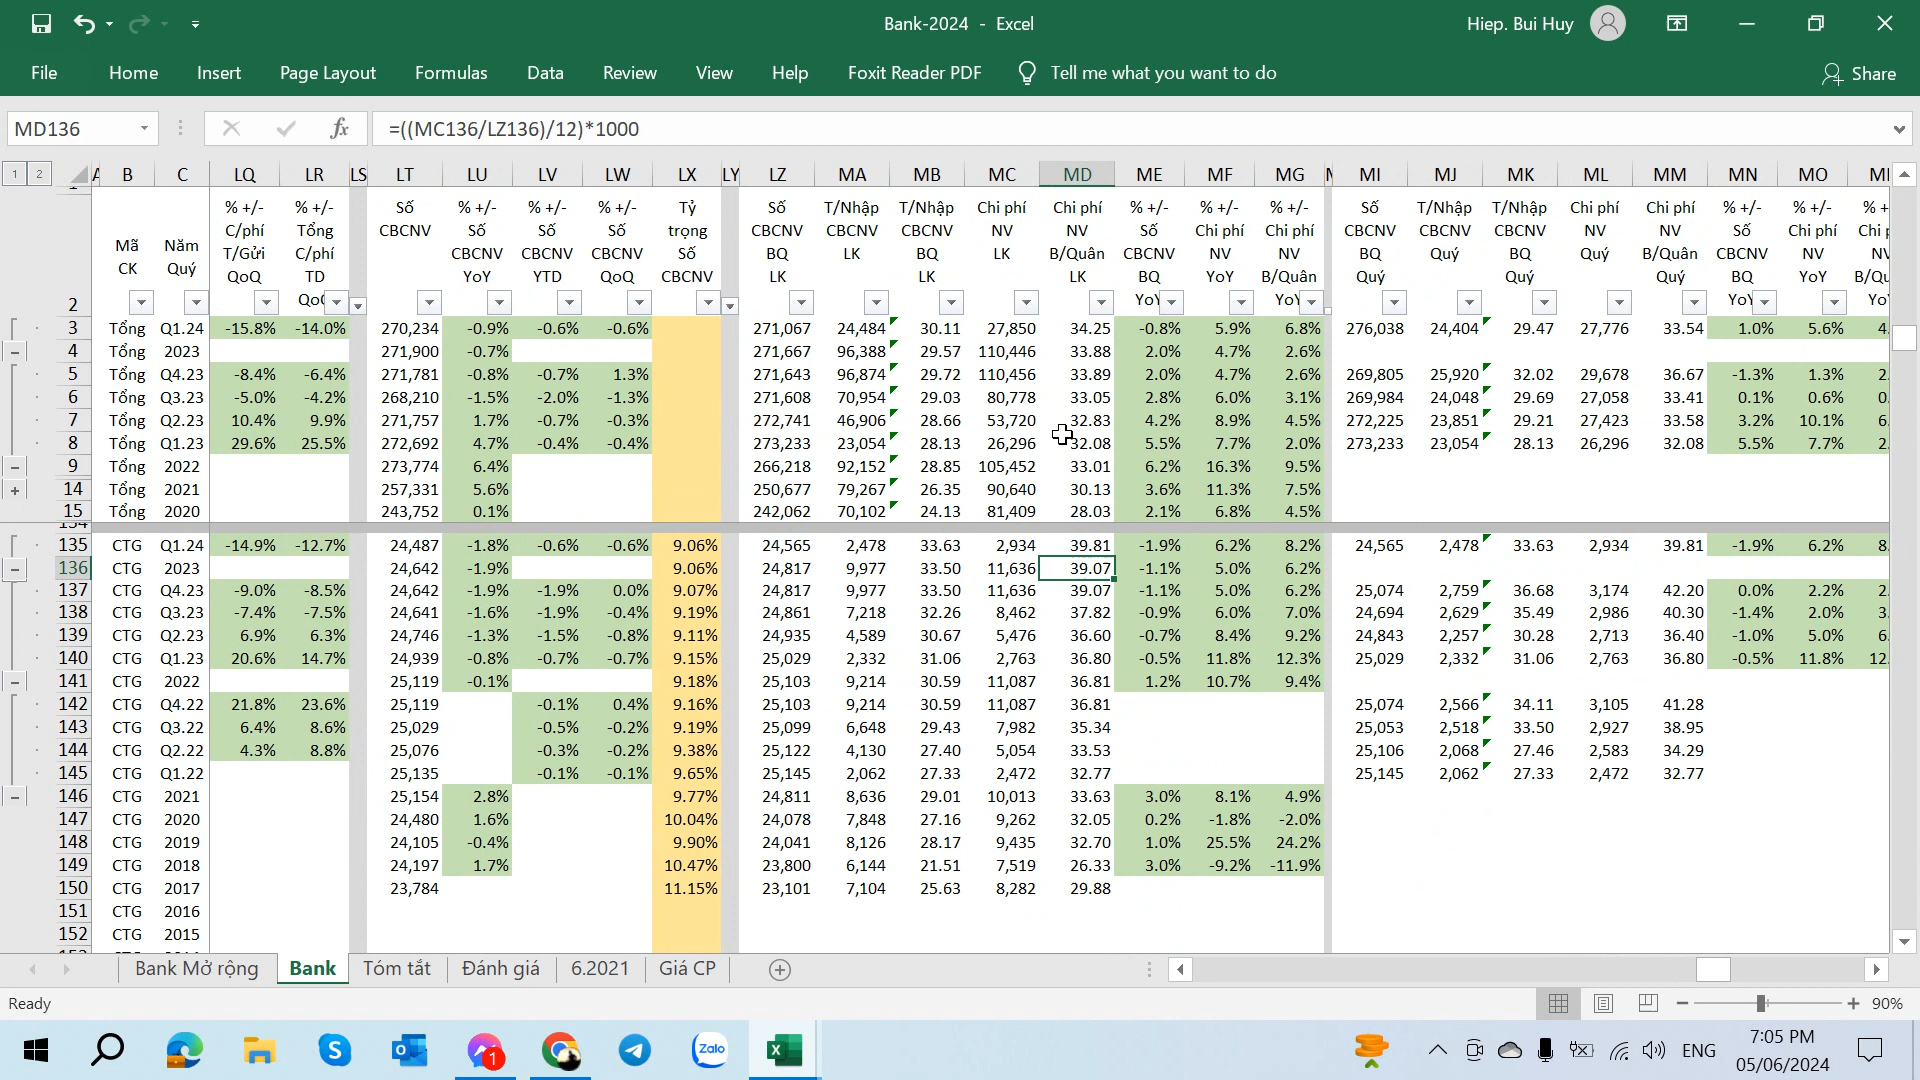 Bank-2024 - Excel
Hiep. Bui Huy
File Home Insert Page Layout Formulas Data Review View Help Foxit Reader PDF Tell me what you want to do Share
MD136 fx =((MC136/LZ136)/12)*1000
1 2 B C LQ LR LS LT LU LV LW LX LY LZ MA MB MC MD ME MF MG MI MJ MK ML MM MN MO
% +/- % +/- Số % +/- % +/- % +/- Tỷ Số T/Nhập T/Nhập Chi phí Chi phí % +/- % +/- % +/- Số T/Nhập T/Nhập Chi phí Chi phí % +/- % +/-
C/phí Tổng CBCNV Số Số Số trọng CBCNV CBCNV CBCNV NV NV Số Chi phí Chi phí CBCNV CBCNV CBCNV NV NV Số Chi phí
Mã Năm T/Gửi C/phí CBCNV CBCNV CBCNV Số BQ LK BQ LK B/Quân CBCNV NV NV BQ Quý BQ Quý B/Quân CBCNV NV
CK Quý QoQ TD YoY YTD QoQ CBCNV LK LK LK BQ YoY B/Quân Quý Quý Quý BQ YoY
2 QoQ YoY YoY YoY
3 Tổng Q1.24 -15.8% -14.0% 270,234 -0.9% -0.6% -0.6% 271,067 24,484 30.11 27,850 34.25 -0.8% 5.9% 6.8% 276,038 24,404 29.47 27,776 33.54 1.0% 5.6%
4 Tổng 2023 271,900 -0.7% 271,667 96,388 29.57 110,446 33.88 2.0% 4.7% 2.6%
5 Tổng Q4.23 -8.4% -6.4% 271,781 -0.8% -0.7% 1.3% 271,643 96,874 29.72 110,456 33.89 2.0% 4.7% 2.6% 269,805 25,920 32.02 29,678 36.67 -1.3% 1.3%
6 Tổng Q3.23 -5.0% -4.2% 268,210 -1.5% -2.0% -1.3% 271,608 70,954 29.03 80,778 33.05 2.8% 6.0% 3.1% 269,984 24,048 29.69 27,058 33.41 0.1% 0.6%
7 Tổng Q2.23 10.4% 9.9% 271,757 1.7% -0.7% -0.3% 272,741 46,906 28.66 53,720 32.83 4.2% 8.9% 4.5% 272,225 23,851 29.21 27,423 33.58 3.2% 10.1%
8 Tổng Q1.23 29.6% 25.5% 272,692 4.7% -0.4% -0.4% 273,233 23,054 28.13 26,296 32.08 5.5% 7.7% 2.0% 273,233 23,054 28.13 26,296 32.08 5.5% 7.7%
9 Tổng 2022 273,774 6.4% 266,218 92,152 28.85 105,452 33.01 6.2% 16.3% 9.5%
14 Tổng 2021 257,331 5.6% 250,677 79,267 26.35 90,640 30.13 3.6% 11.3% 7.5%
15 Tổng 2020 243,752 0.1% 242,062 70,102 24.13 81,409 28.03 2.1% 6.8% 4.5%
135 CTG Q1.24 -14.9% -12.7% 24,487 -1.8% -0.6% -0.6% 9.06% 24,565 2,478 33.63 2,934 39.81 -1.9% 6.2% 8.2% 24,565 2,478 33.63 2,934 39.81 -1.9% 6.2%
136 CTG 2023 24,642 -1.9% 9.06% 24,817 9,977 33.50 11,636 39.07 -1.1% 5.0% 6.2%
137 CTG Q4.23 -9.0% -8.5% 24,642 -1.9% -1.9% 0.0% 9.07% 24,817 9,977 33.50 11,636 39.07 -1.1% 5.0% 6.2% 25,074 2,759 36.68 3,174 42.20 0.0% 2.2%
138 CTG Q3.23 -7.4% -7.5% 24,641 -1.6% -1.9% -0.4% 9.19% 24,861 7,218 32.26 8,462 37.82 -0.9% 6.0% 7.0% 24,694 2,629 35.49 2,986 40.30 -1.4% 2.0%
139 CTG Q2.23 6.9% 6.3% 24,746 -1.3% -1.5% -0.8% 9.11% 24,935 4,589 30.67 5,476 36.60 -0.7% 8.4% 9.2% 24,843 2,257 30.28 2,713 36.40 -1.0% 5.0%
140 CTG Q1.23 20.6% 14.7% 24,939 -0.8% -0.7% -0.7% 9.15% 25,029 2,332 31.06 2,763 36.80 -0.5% 11.8% 12.3% 25,029 2,332 31.06 2,763 36.80 -0.5% 11.8%
141 CTG 2022 25,119 -0.1% 9.18% 25,103 9,214 30.59 11,087 36.81 1.2% 10.7% 9.4%
142 CTG Q4.22 21.8% 23.6% 25,119 -0.1% 0.4% 9.16% 25,103 9,214 30.59 11,087 36.81 25,074 2,566 34.11 3,105 41.28
143 CTG Q3.22 6.4% 8.6% 25,029 -0.5% -0.2% 9.19% 25,099 6,648 29.43 7,982 35.34 25,053 2,518 33.50 2,927 38.95
144 CTG Q2.22 4.3% 8.8% 25,076 -0.3% -0.2% 9.38% 25,122 4,130 27.40 5,054 33.53 25,106 2,068 27.46 2,583 34.29
145 CTG Q1.22 25,135 -0.1% -0.1% 9.65% 25,145 2,062 27.33 2,472 32.77 25,145 2,062 27.33 2,472 32.77
146 CTG 2021 25,154 2.8% 9.77% 24,811 8,636 29.01 10,013 33.63 3.0% 8.1% 4.9%
147 CTG 2020 24,480 1.6% 10.04% 24,078 7,848 27.16 9,262 32.05 0.2% -1.8% -2.0%
148 CTG 2019 24,105 -0.4% 9.90% 24,041 8,126 28.17 9,435 32.70 1.0% 25.5% 24.2%
149 CTG 2018 24,197 1.7% 10.47% 23,800 6,144 21.51 7,519 26.33 3.0% -9.2% -11.9%
150 CTG 2017 23,784 11.15% 23,101 7,104 25.63 8,282 29.88
151 CTG 2016
152 CTG 2015
Bank Mở rộng Bank Tóm tắt Đánh giá 6.2021 Giá CP
Ready 90%
1 Zalo ENG 7:05 PM
05/06/2024